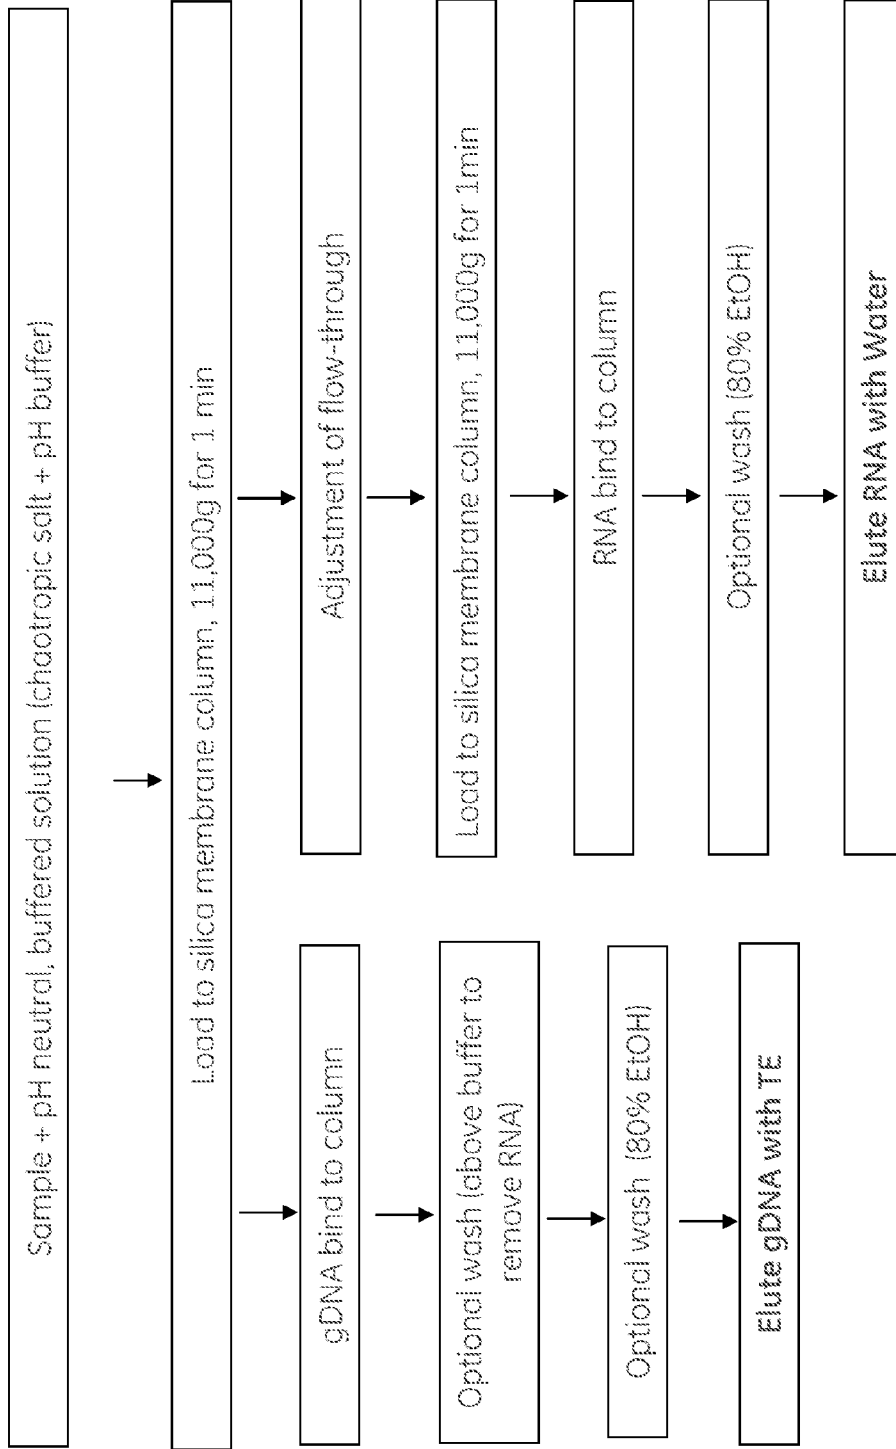 Sample + pH neutral, buffered solution (chaotropic salt + pH buffer)
Load to silica membrane column, 11,000g for 1 min
gDNA bind to column
Optional wash (above buffer to
remove RNA)
Optional wash (80% EtOH)
Elute gDNA with TE
Adjustment of flow-through
Load to silica membrane column, 11,000g for 1min
RNA bind to column
Optional wash (80% EtOH)
Elute RNA with Water